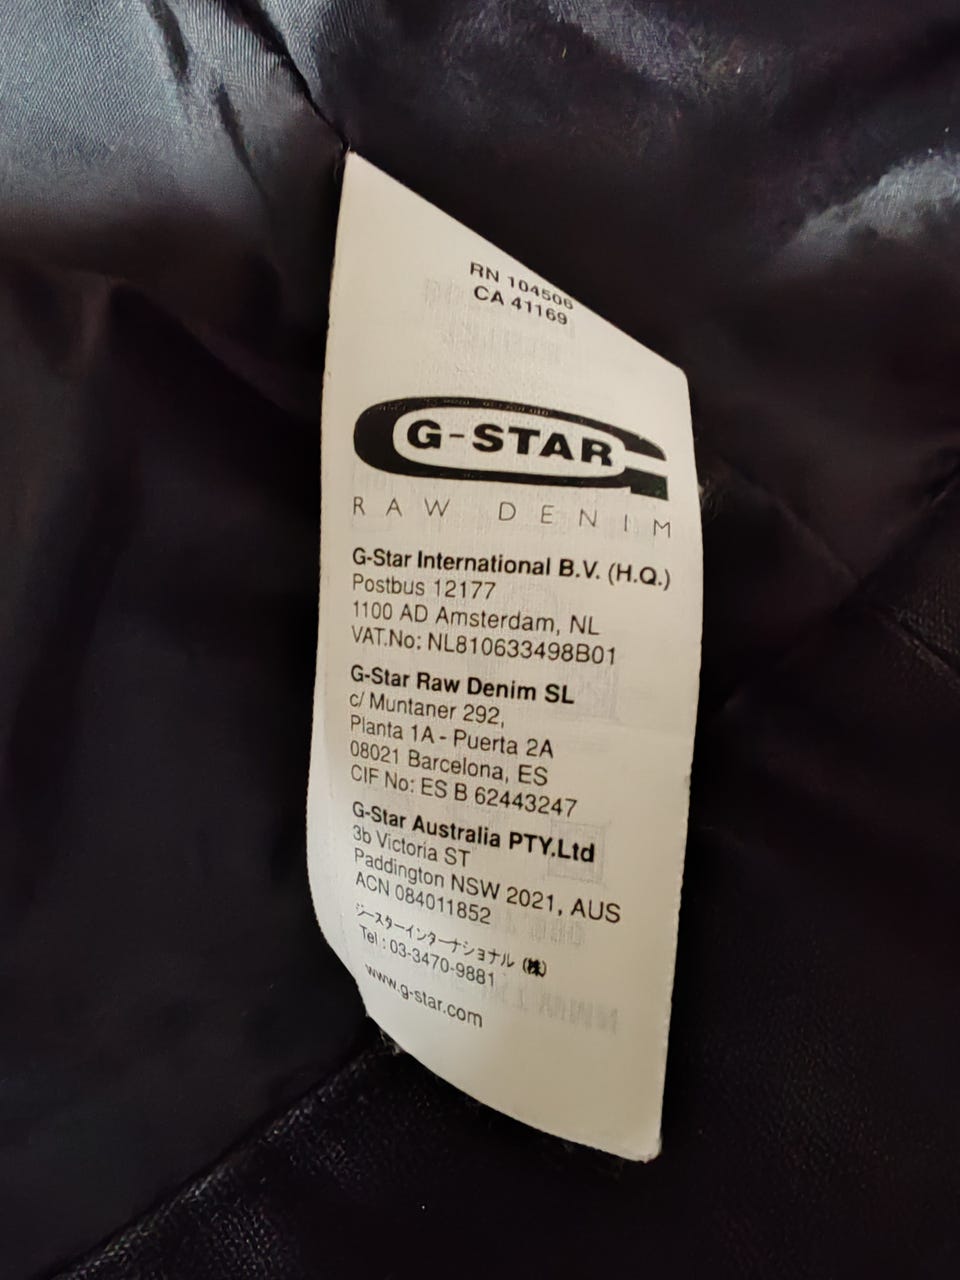 RN 104506
CA 41169
G-STAR
RAW DENIM
G-Star International B.V. (H.Q.)
Postbus 12177
1100 AD Amsterdam, NL
VAT.No: NL810633498B01
G-Star Raw Denim SL
c/ Muntaner 292,
Planta 1A - Puerta 2A
08021 Barcelona, ES
CIF No: ES B 62443247
G-Star Australia PTY.Ltd
3b Victoria ST
Paddington NSW 2021, AUS
ACN 084011852
ジースターインターナショナル (株)
Tel : 03-3470-9881
www.g-star.com